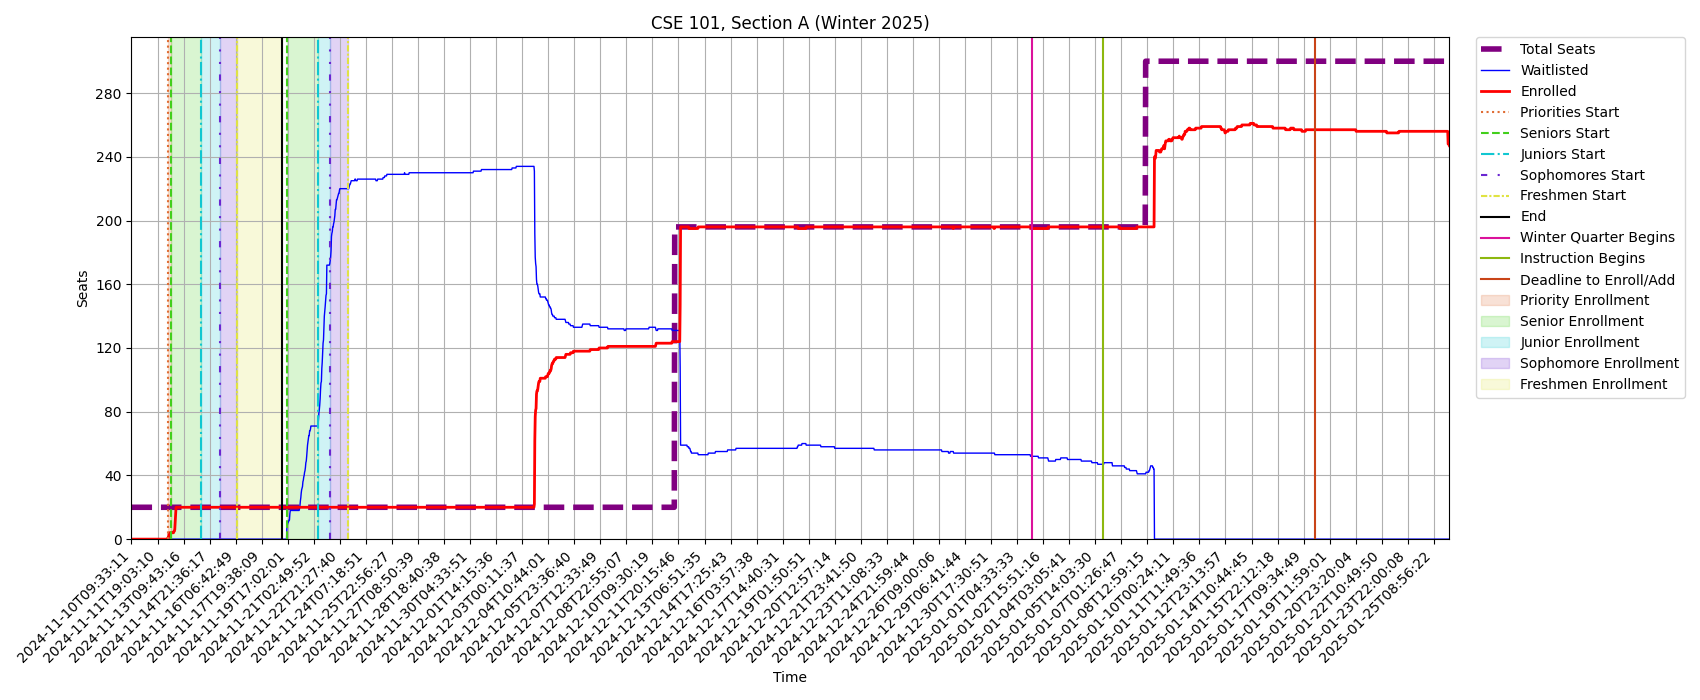 CSE 101, Section A (Winter 2025)
Seats
280
240
200
160
120
80
40
0
2024-11-10T09:33:11
2024-11-11T19:03:10
2024-11-13T09:43:16
2024-11-14T21:36:17
2024-11-16T06:42:49
2024-11-17T19:38:09
2024-11-19T17:02:01
2024-11-21T02:49:52
2024-11-22T21:27:40
2024-11-24T07:18:51
2024-11-25T22:56:27
2024-11-27T08:50:39
2024-11-28T18:40:38
2024-11-30T04:33:51
2024-12-01T14:15:36
2024-12-03T00:11:37
2024-12-04T10:44:01
2024-12-05T23:36:40
2024-12-07T12:33:49
2024-12-08T22:55:07
2024-12-10T09:30:19
2024-12-11T20:15:46
2024-12-13T06:51:35
2024-12-14T17:25:43
2024-12-16T03:57:38
2024-12-17T14:40:31
2024-12-19T01:50:51
2024-12-20T12:57:14
2024-12-21T23:41:50
2024-12-23T11:08:33
2024-12-24T21:59:44
2024-12-26T09:00:06
2024-12-29T06:41:44
2024-12-30T17:30:51
2025-01-01T04:33:33
2025-01-02T15:51:16
2025-01-04T03:05:41
2025-01-05T14:03:30
2025-01-07T01:26:47
2025-01-08T12:59:15
2025-01-10T00:24:11
2025-01-11T11:49:36
2025-01-12T23:13:57
2025-01-14T10:44:45
2025-01-15T22:12:18
2025-01-17T09:34:49
2025-01-19T11:59:01
2025-01-20T23:20:04
2025-01-22T10:49:50
2025-01-23T22:00:08
2025-01-25T08:56:22
Time
Total Seats
Waitlisted
Enrolled
Priorities Start
Seniors Start
Juniors Start
Sophomores Start
Freshmen Start
End
Winter Quarter Begins
Instruction Begins
Deadline to Enroll/Add
Priority Enrollment
Senior Enrollment
Junior Enrollment
Sophomore Enrollment
Freshmen Enrollment